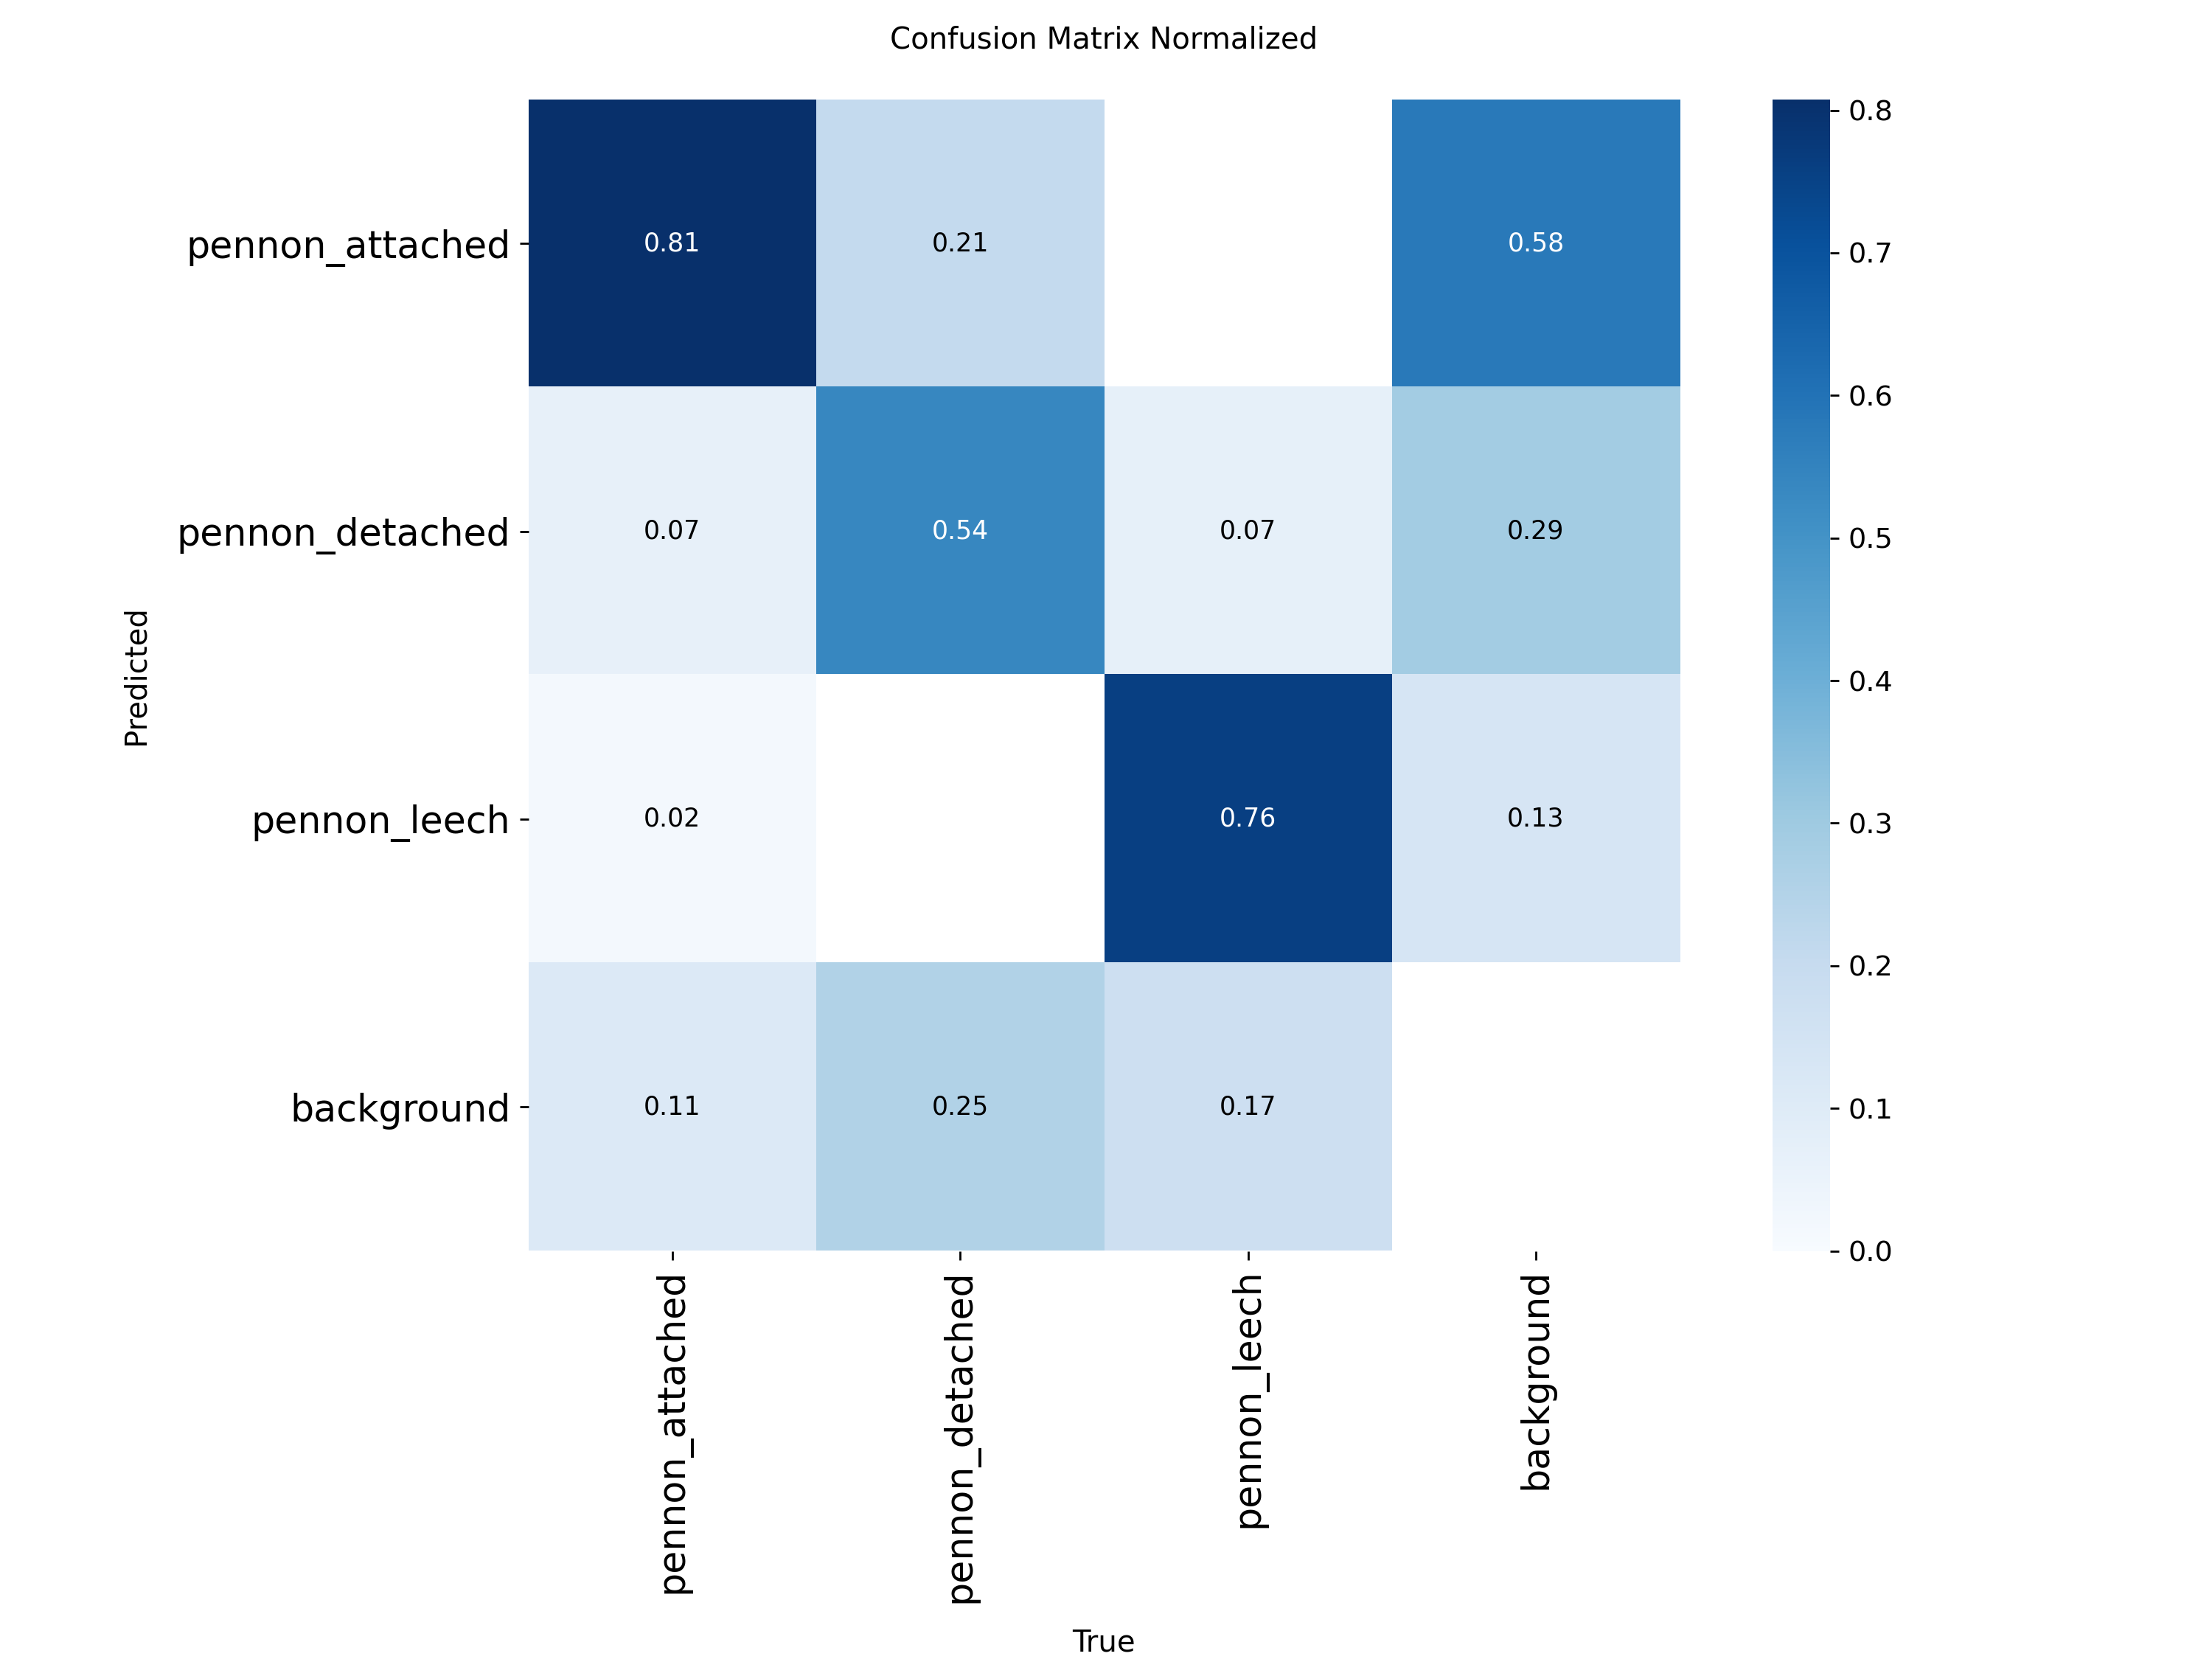 Confusion Matrix Normalized
pennon_attached
0.81
0.21
0.58
pennon_detached
0.07
0.54
0.07
0.29
pennon_leech
0.02
0.76
0.13
background
0.11
0.25
0.17
Predicted
pennon_attached
pennon_detached
pennon_leech
background
True
0.8
0.7
0.6
0.5
0.4
0.3
0.2
0.1
0.0